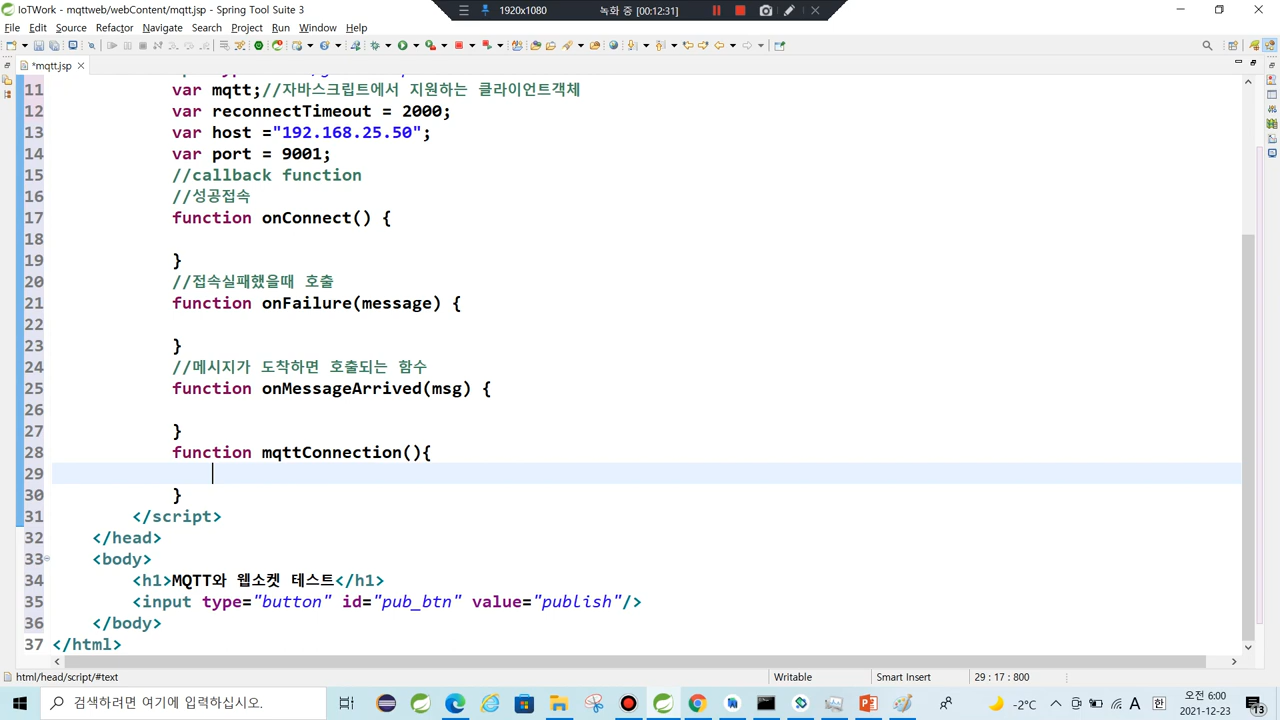 IoTWork - mqttweb/webContent/mqtt.jsp - Spring Tool Suite 3
1920x1080
녹화 중 [00:12:31]
File Edit Source Refactor Navigate Search Project Run Window Help
*mqtt.jsp
11 var mqtt;//자바스크립트에서 지원하는 클라이언트객체
12 var reconnectTimeout = 2000;
13 var host ="192.168.25.50";
14 var port = 9001;
15 //callback function
16 //성공접속
17 function onConnect() {
18
19 }
20 //접속실패했을때 호출
21 function onFailure(message) {
22
23 }
24 //메시지가 도착하면 호출되는 함수
25 function onMessageArrived(msg) {
26
27 }
28 function mqttConnection(){
29
30 }
31 </script>
32 </head>
33 <body>
34 <h1>MQTT와 웹소켓 테스트</h1>
35 <input type="button" id="pub_btn" value="publish"/>
36 </body>
37 </html>
html/head/script/#text
Writable
Smart Insert
29 : 17 : 800
검색하려면 여기에 입력하십시오.
-2°C
A
한
오전 6:00
2021-12-23
13